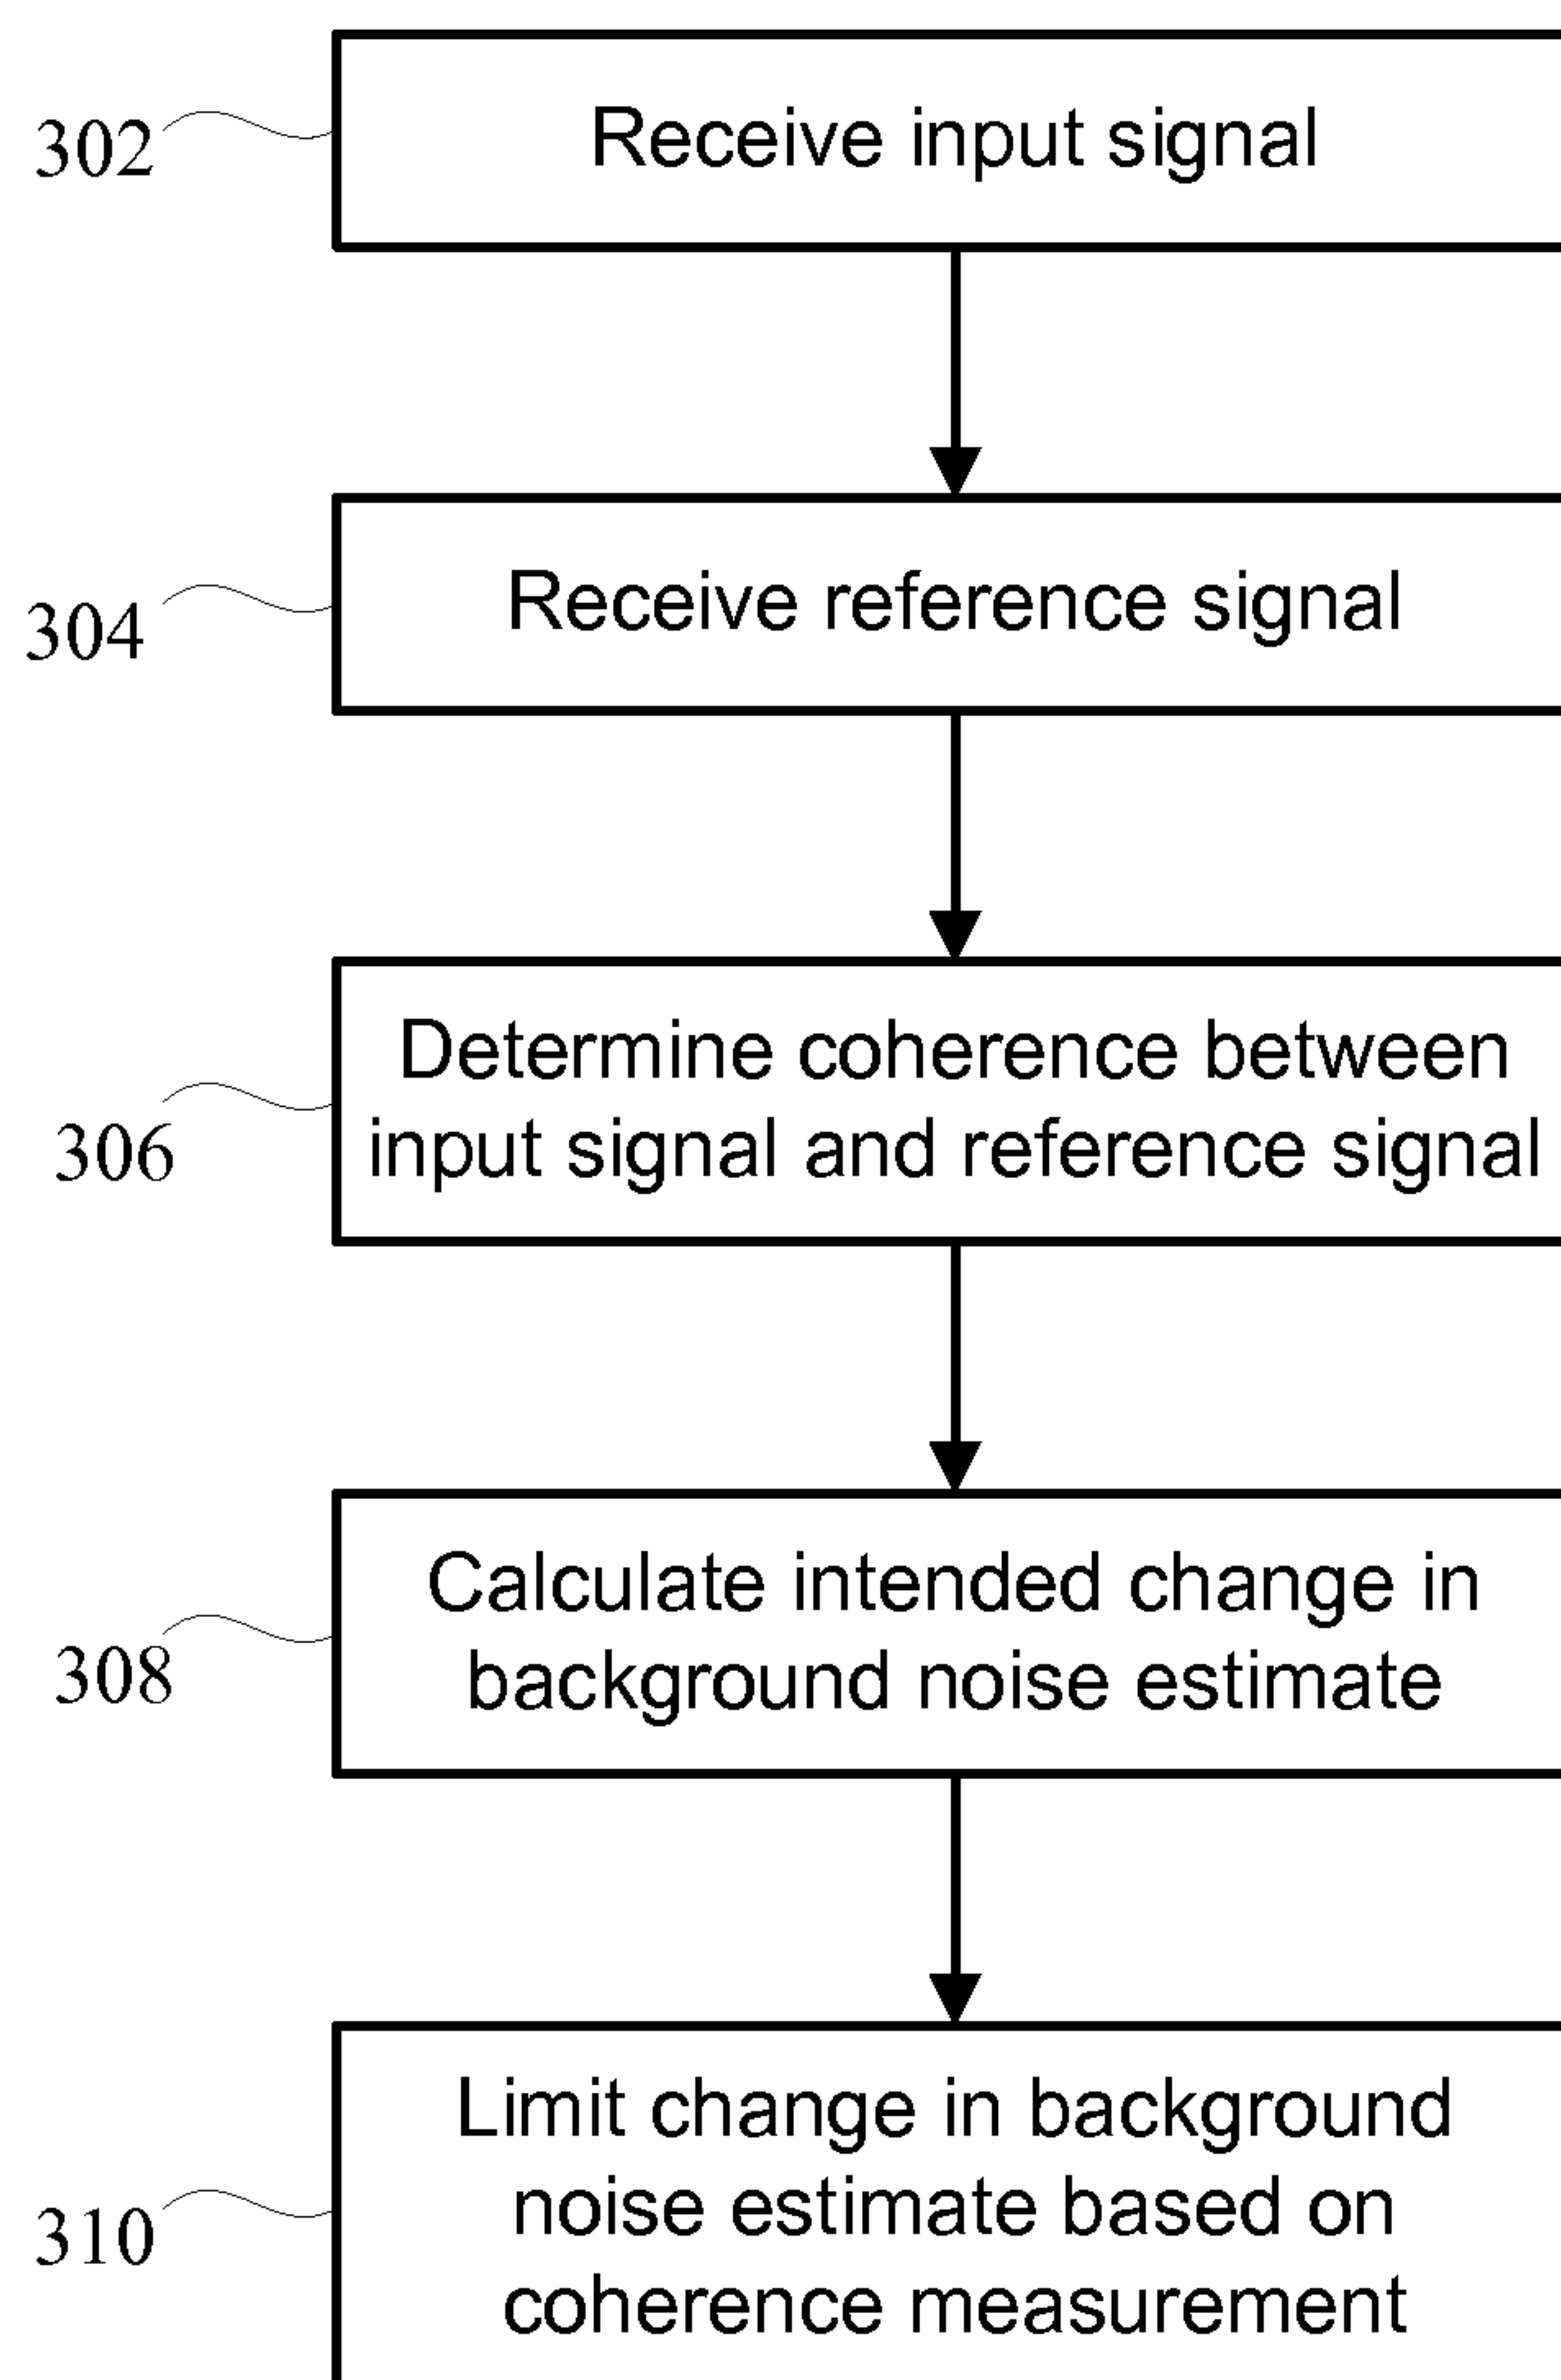 302
Receive input signal
304
Receive reference signal
306
Determine coherence between
input signal and reference signal
308
Calculate intended change in
background noise estimate
310
Limit change in background
noise estimate based on
coherence measurement